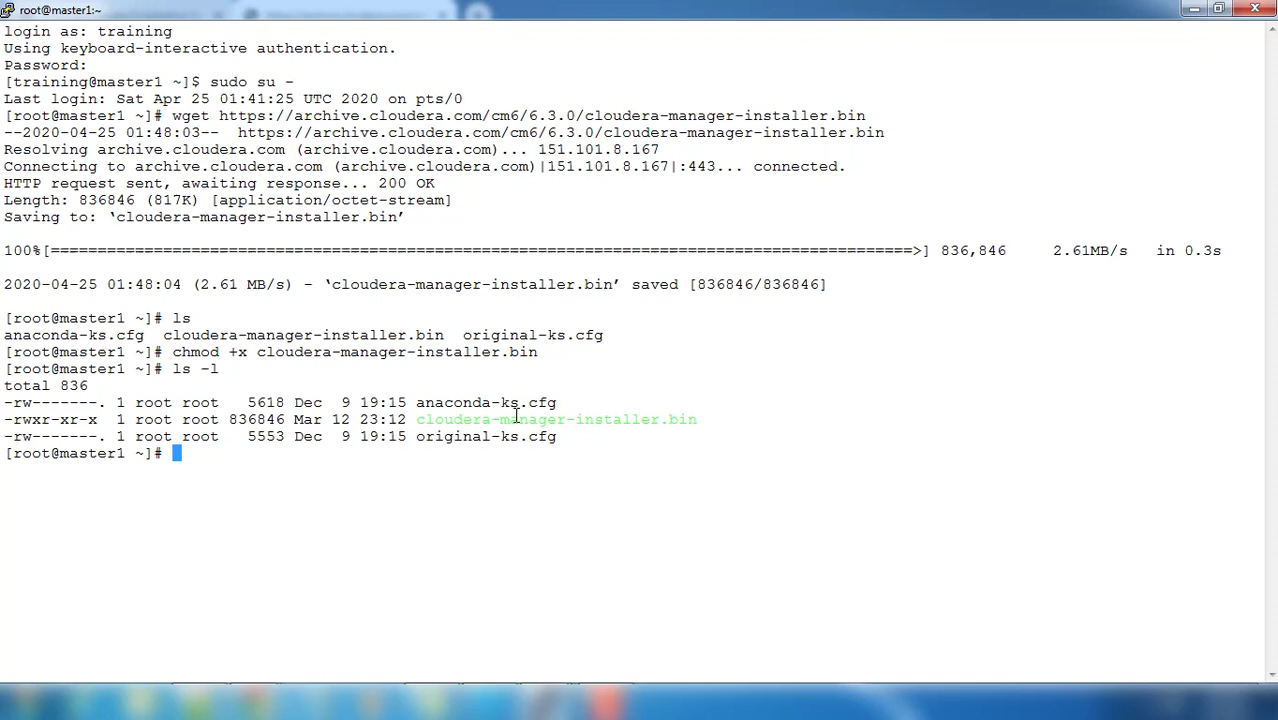 root@master1:~
login as: training
Using keyboard-interactive authentication.
Password:
[training@master1 ~]$ sudo su -
Last login: Sat Apr 25 01:41:25 UTC 2020 on pts/0
[root@master1 ~]# wget https://archive.cloudera.com/cm6/6.3.0/cloudera-manager-installer.bin
--2020-04-25 01:48:03--  https://archive.cloudera.com/cm6/6.3.0/cloudera-manager-installer.bin
Resolving archive.cloudera.com (archive.cloudera.com)... 151.101.8.167
Connecting to archive.cloudera.com (archive.cloudera.com)|151.101.8.167|:443... connected.
HTTP request sent, awaiting response... 200 OK
Length: 836846 (817K) [application/octet-stream]
Saving to: ‘cloudera-manager-installer.bin’
100%[============================================================================================>] 836,846     2.61MB/s   in 0.3s
2020-04-25 01:48:04 (2.61 MB/s) - ‘cloudera-manager-installer.bin’ saved [836846/836846]
[root@master1 ~]# ls
anaconda-ks.cfg  cloudera-manager-installer.bin  original-ks.cfg
[root@master1 ~]# chmod +x cloudera-manager-installer.bin
[root@master1 ~]# ls -l
total 836
-rw-------. 1 root root   5618 Dec  9 19:15 anaconda-ks.cfg
-rwxr-xr-x  1 root root 836846 Mar 12 23:12 cloudera-manager-installer.bin
-rw-------. 1 root root   5553 Dec  9 19:15 original-ks.cfg
[root@master1 ~]#